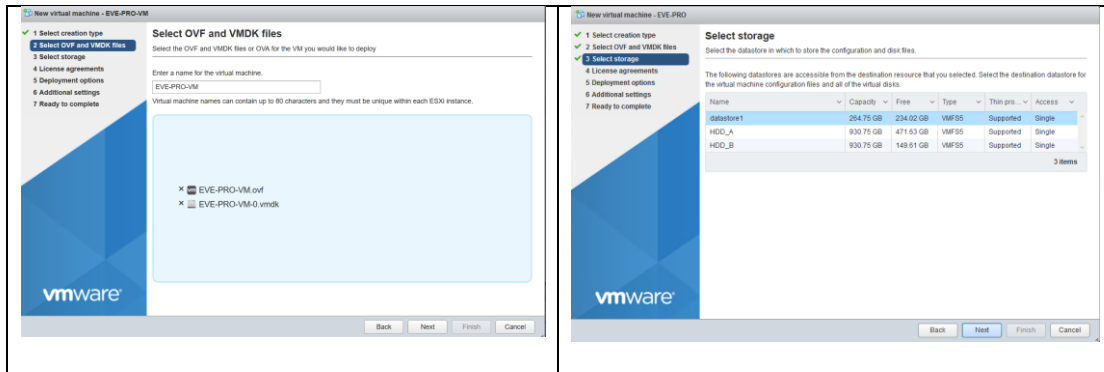 New virtual machine - EVE-PRO-VM
1 Select creation type
2 Select OVF and VMDK files
3 Select storage
4 License agreements
5 Deployment options
6 Additional settings
7 Ready to complete
Select OVF and VMDK files
Select the OVF and VMDK files or OVA for the VM you would like to deploy
Enter a name for the virtual machine.
EVE-PRO-VM
Virtual machine names can contain up to 80 characters and they must be unique within each ESXi instance.
× EVE-PRO-VM.ovf
× EVE-PRO-VM-0.vmdk
vmware
Back Next Finish Cancel
New virtual machine - EVE-PRO
1 Select creation type
2 Select OVF and VMDK files
3 Select storage
4 License agreements
5 Deployment options
6 Additional settings
7 Ready to complete
Select storage
Select the datastore in which to store the configuration and disk files.
The following datastores are accessible from the destination resource that you selected. Select the destination datastore for
the virtual machine configuration files and all of the virtual disks.
Name Capacity Free Type Thin pro... Access
datastore1 264.75 GB 234.02 GB VMFS5 Supported Single
HDD_A 930.75 GB 471.63 GB VMFS5 Supported Single
HDD_B 930.75 GB 149.61 GB VMFS5 Supported Single
3 items
vmware
Back Next Finish Cancel